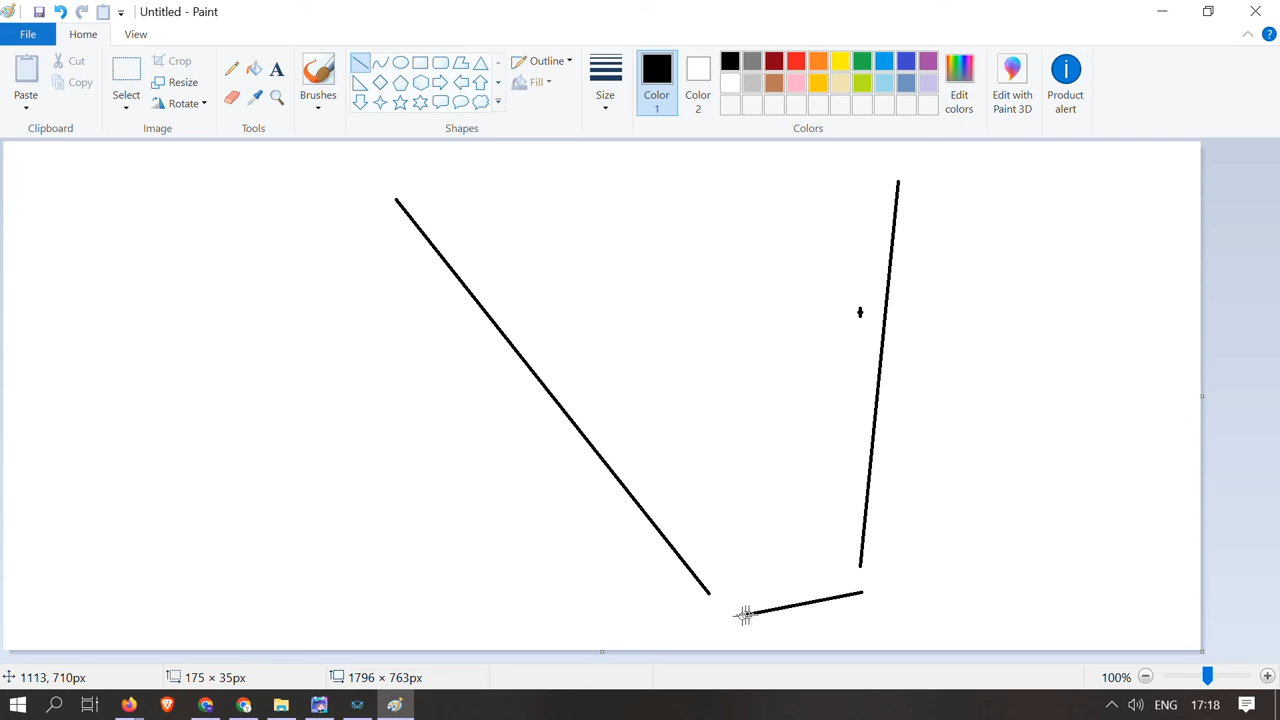 Untitled - Paint
File
Home
View
Paste
Cut
Copy
Clipboard
Select
Crop
Resize
Rotate
Image
A
Tools
Brushes
Shapes
Outline
Fill
Size
Color
1
Color
2
Colors
Edit
colors
Edit with
Paint 3D
Product
alert
1113, 710px
175 × 35px
1796 × 763px
100%
ENG
17:18